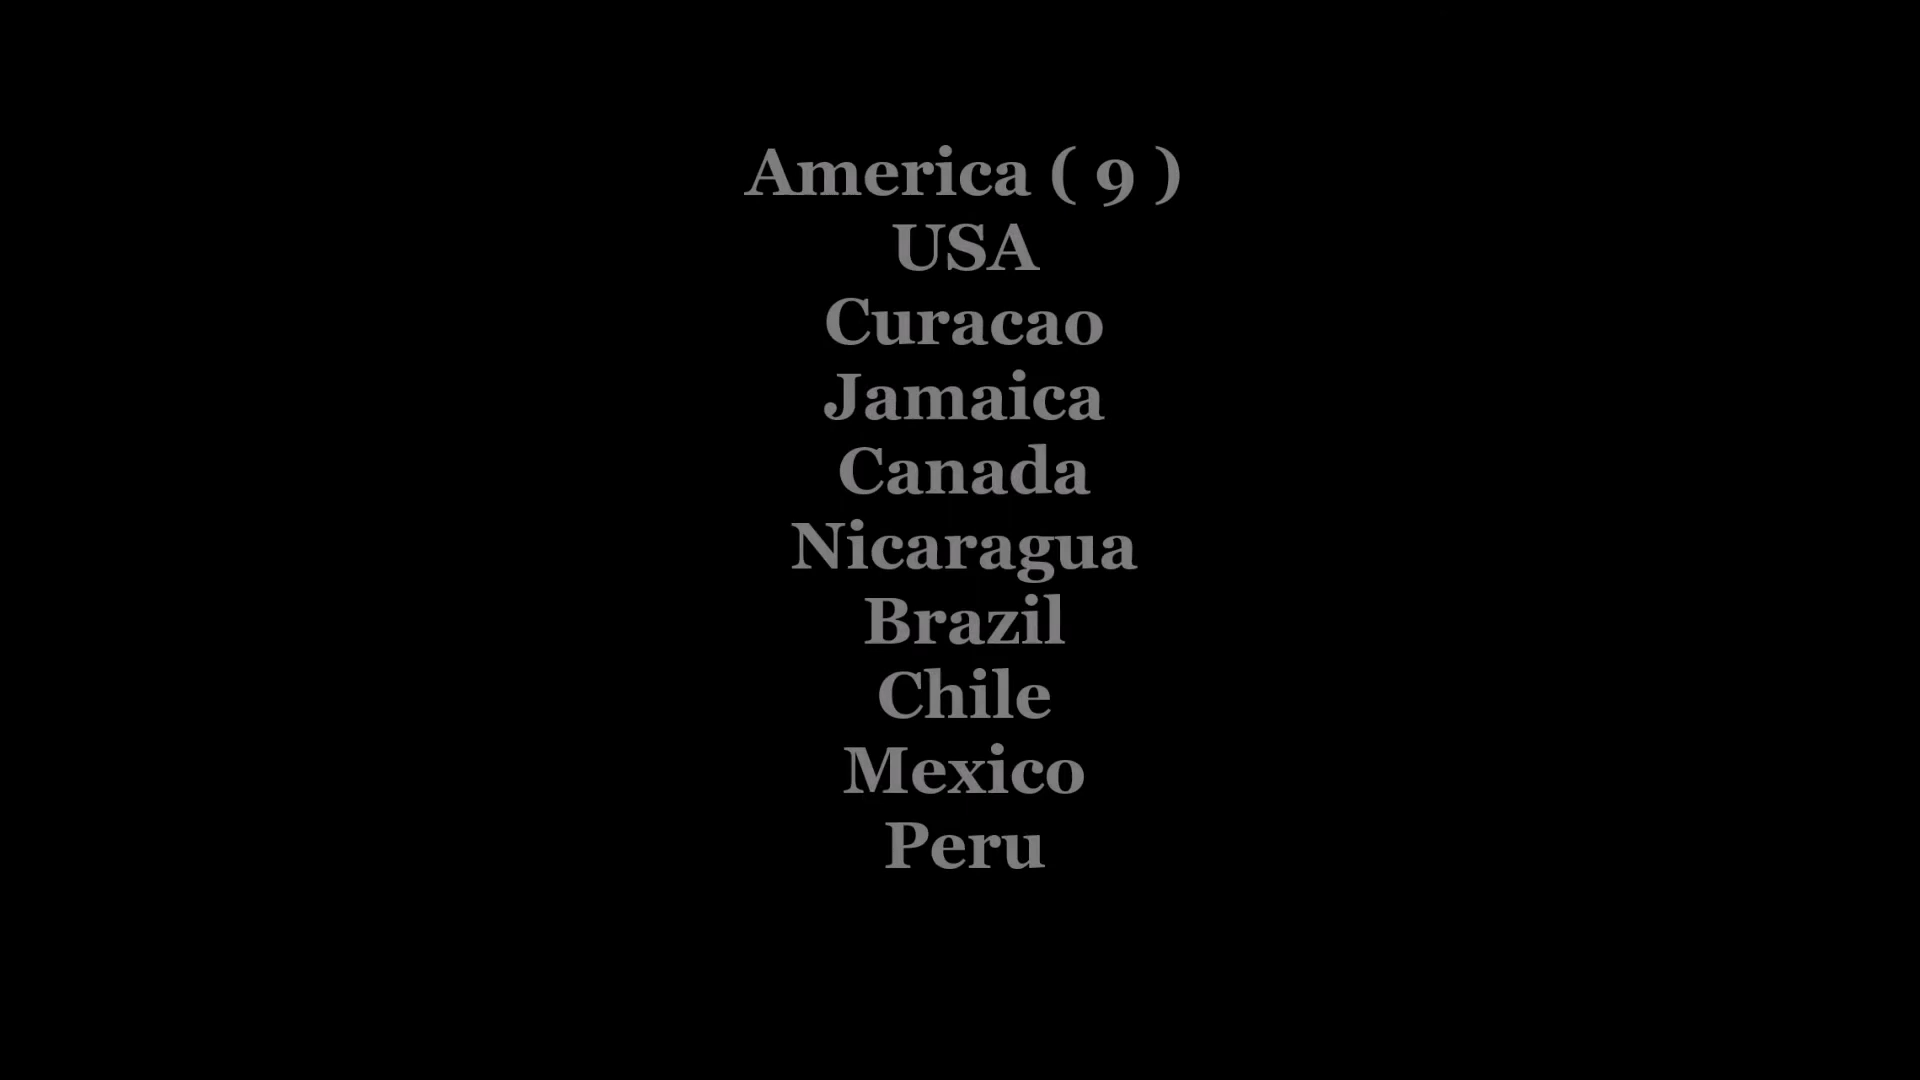 America ( 9 )
USA
Curacao
Jamaica
Canada
Nicaragua
Brazil
Chile
Mexico
Peru